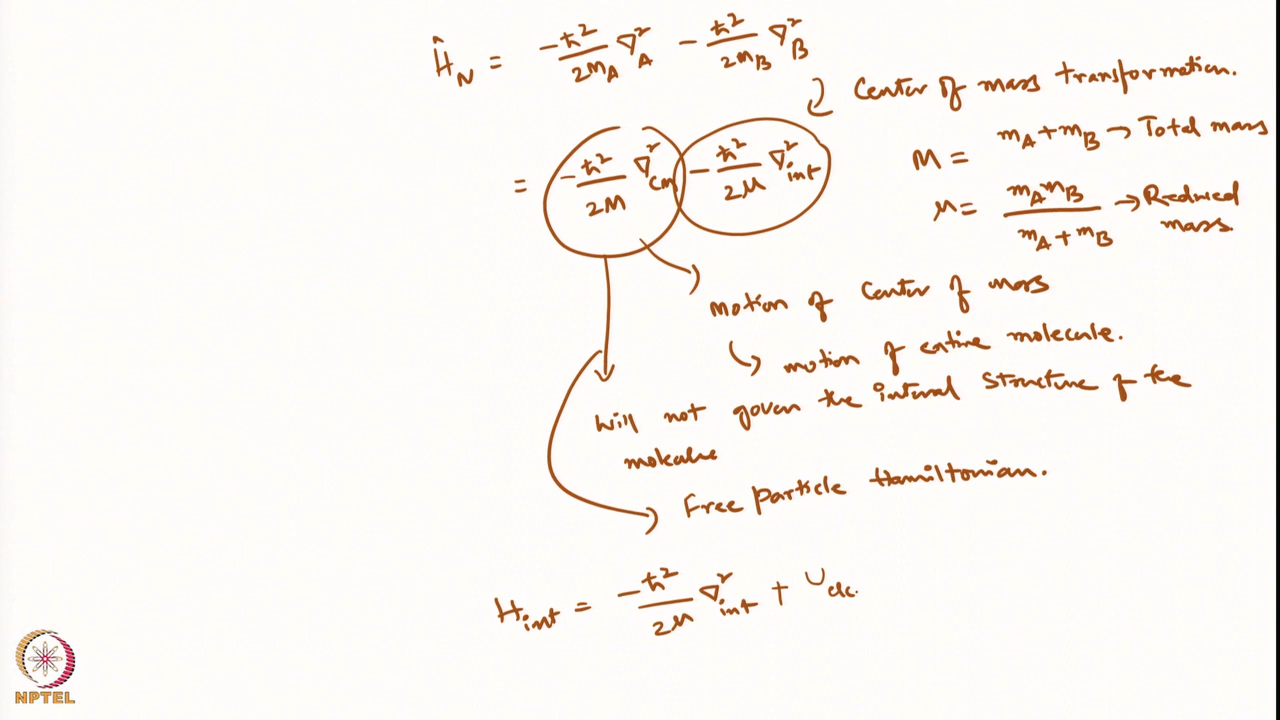 Ĥ_N = -ħ²/2m_A ∇²_A - ħ²/2m_B ∇²_B
Center of mass transformation.
= -ħ²/2M ∇²_cm - ħ²/2μ ∇²_int
M = m_A + m_B → Total mass
μ = m_A m_B / m_A + m_B → Reduced mass.
motion of center of mass
↳ motion of entire molecule.
Will not govern the internal structure of the
molecule
Free particle Hamiltonian.
H_int = -ħ²/2μ ∇²_int + U_elc.
NPTEL